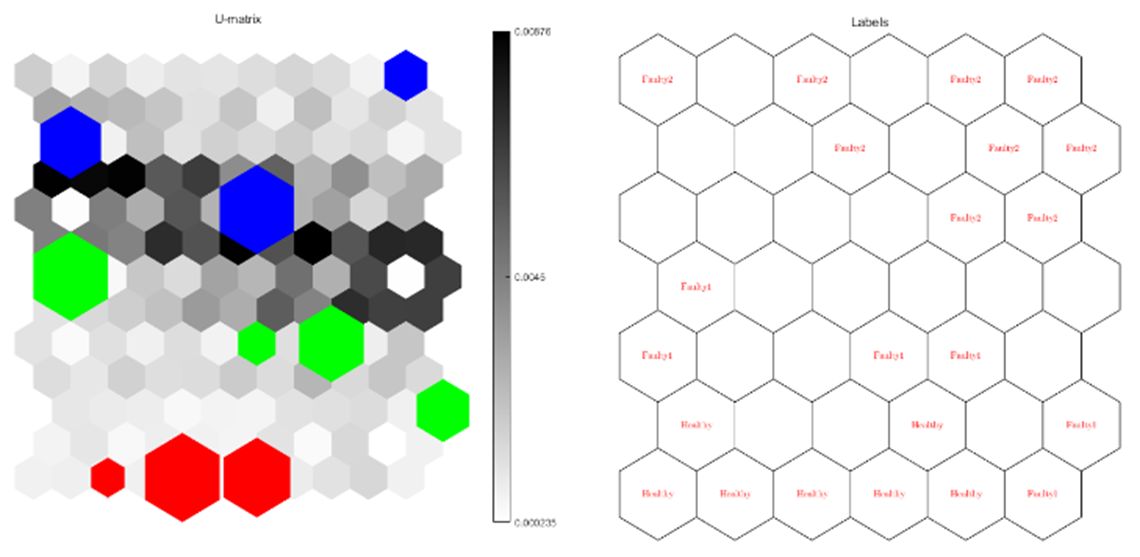 U-matrix
0.00876
0.0045
0.000235
Labels
Faulty2 Faulty2 Faulty2 Faulty2
Faulty2 Faulty2 Faulty2
Faulty2 Faulty2
Faulty1
Faulty1 Faulty1 Faulty1
Healthy Healthy Faulty1
Healthy Healthy Healthy Healthy Healthy Faulty1